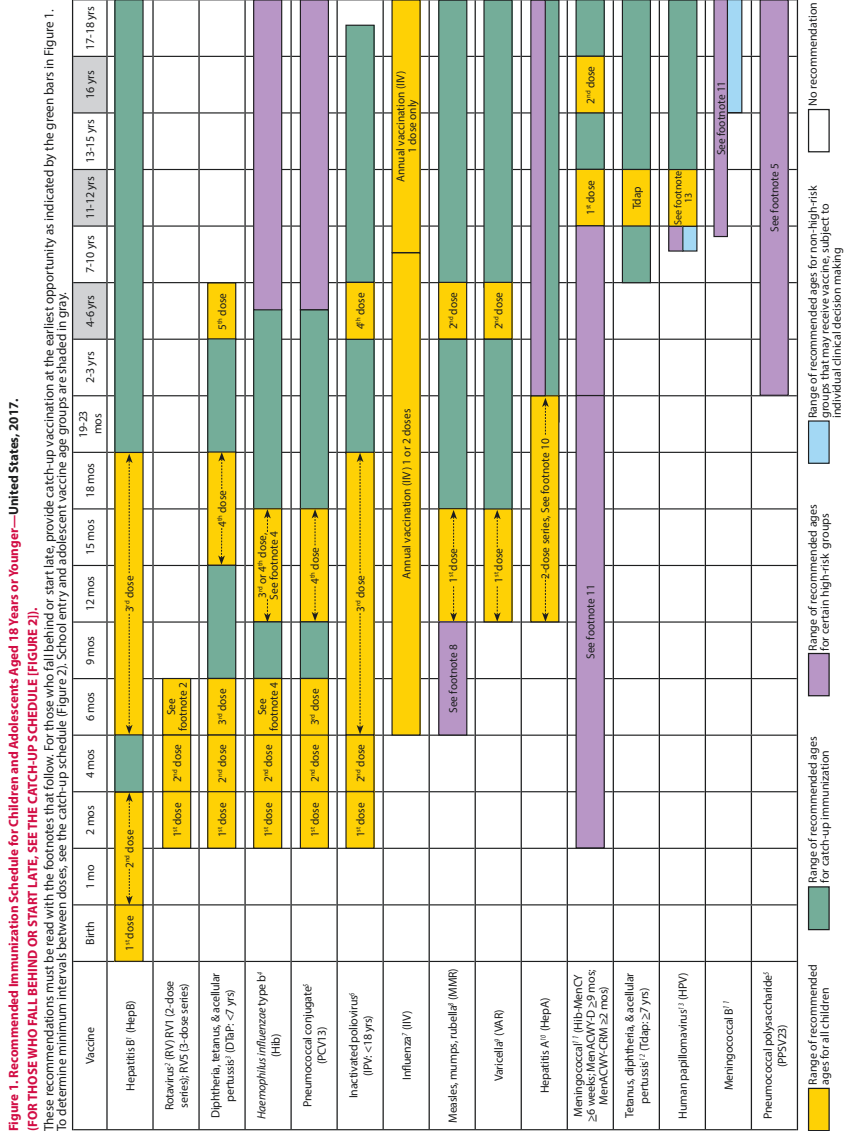 Figure 1. Recommended Immunization Schedule for Children and Adolescents Aged 18 Years or Younger—United States, 2017.
(FOR THOSE WHO FALL BEHIND OR START LATE, SEE THE CATCH-UP SCHEDULE [FIGURE 2]).
These recommendations must be read with the footnotes that follow. For those who fall behind or start late, provide catch-up vaccination at the earliest opportunity as indicated by the green bars in Figure 1.
To determine minimum intervals between doses, see the catch-up schedule (Figure 2). School entry and adolescent vaccine age groups are shaded in gray.
Vaccine Birth 1 mo 2 mos 4 mos 6 mos 9 mos 12 mos 15 mos 18 mos 19-23 mos 2-3 yrs 4-6 yrs 7-10 yrs 11-12 yrs 13-15 yrs 16 yrs 17-18 yrs
Hepatitis B¹ (HepB) 1st dose 2nd dose 3rd dose
Rotavirus² (RV) RV1 (2-dose
series); RV5 (3-dose series) 1st dose 2nd dose See footnote 2
Diphtheria, tetanus, & acellular
pertussis³ (DTaP: <7 yrs) 1st dose 2nd dose 3rd dose 4th dose 5th dose
Haemophilus influenzae type b⁴
(Hib) 1st dose 2nd dose See footnote 4 3rd or 4th dose, See footnote 4
Pneumococcal conjugate⁵
(PCV13) 1st dose 2nd dose 3rd dose 4th dose
Inactivated poliovirus⁶
(IPV: <18 yrs) 1st dose 2nd dose 3rd dose 4th dose
Influenza⁷ (IIV) Annual vaccination (IIV) 1 or 2 doses Annual vaccination (IIV) 1 dose only
Measles, mumps, rubella⁸ (MMR) See footnote 8 1st dose 2nd dose
Varicella⁹ (VAR) 1st dose 2nd dose
Hepatitis A¹⁰ (HepA) 2-dose series, See footnote 10
Meningococcal¹¹ (Hib-MenCY
≥6 weeks; MenACWY-D ≥9 mos;
MenACWY-CRM ≥2 mos) See footnote 11 1st dose 2nd dose
Tetanus, diphtheria, & acellular
pertussis¹² (Tdap: ≥7 yrs) Tdap
Human papillomavirus¹³ (HPV) See footnote 13
Meningococcal B¹¹ See footnote 11
Pneumococcal polysaccharide⁵
(PPSV23) See footnote 5
Range of recommended
ages for all children
Range of recommended ages
for catch-up immunization
Range of recommended ages
for certain high-risk groups
Range of recommended ages for non-high-risk
groups that may receive vaccine, subject to
individual clinical decision making
No recommendation